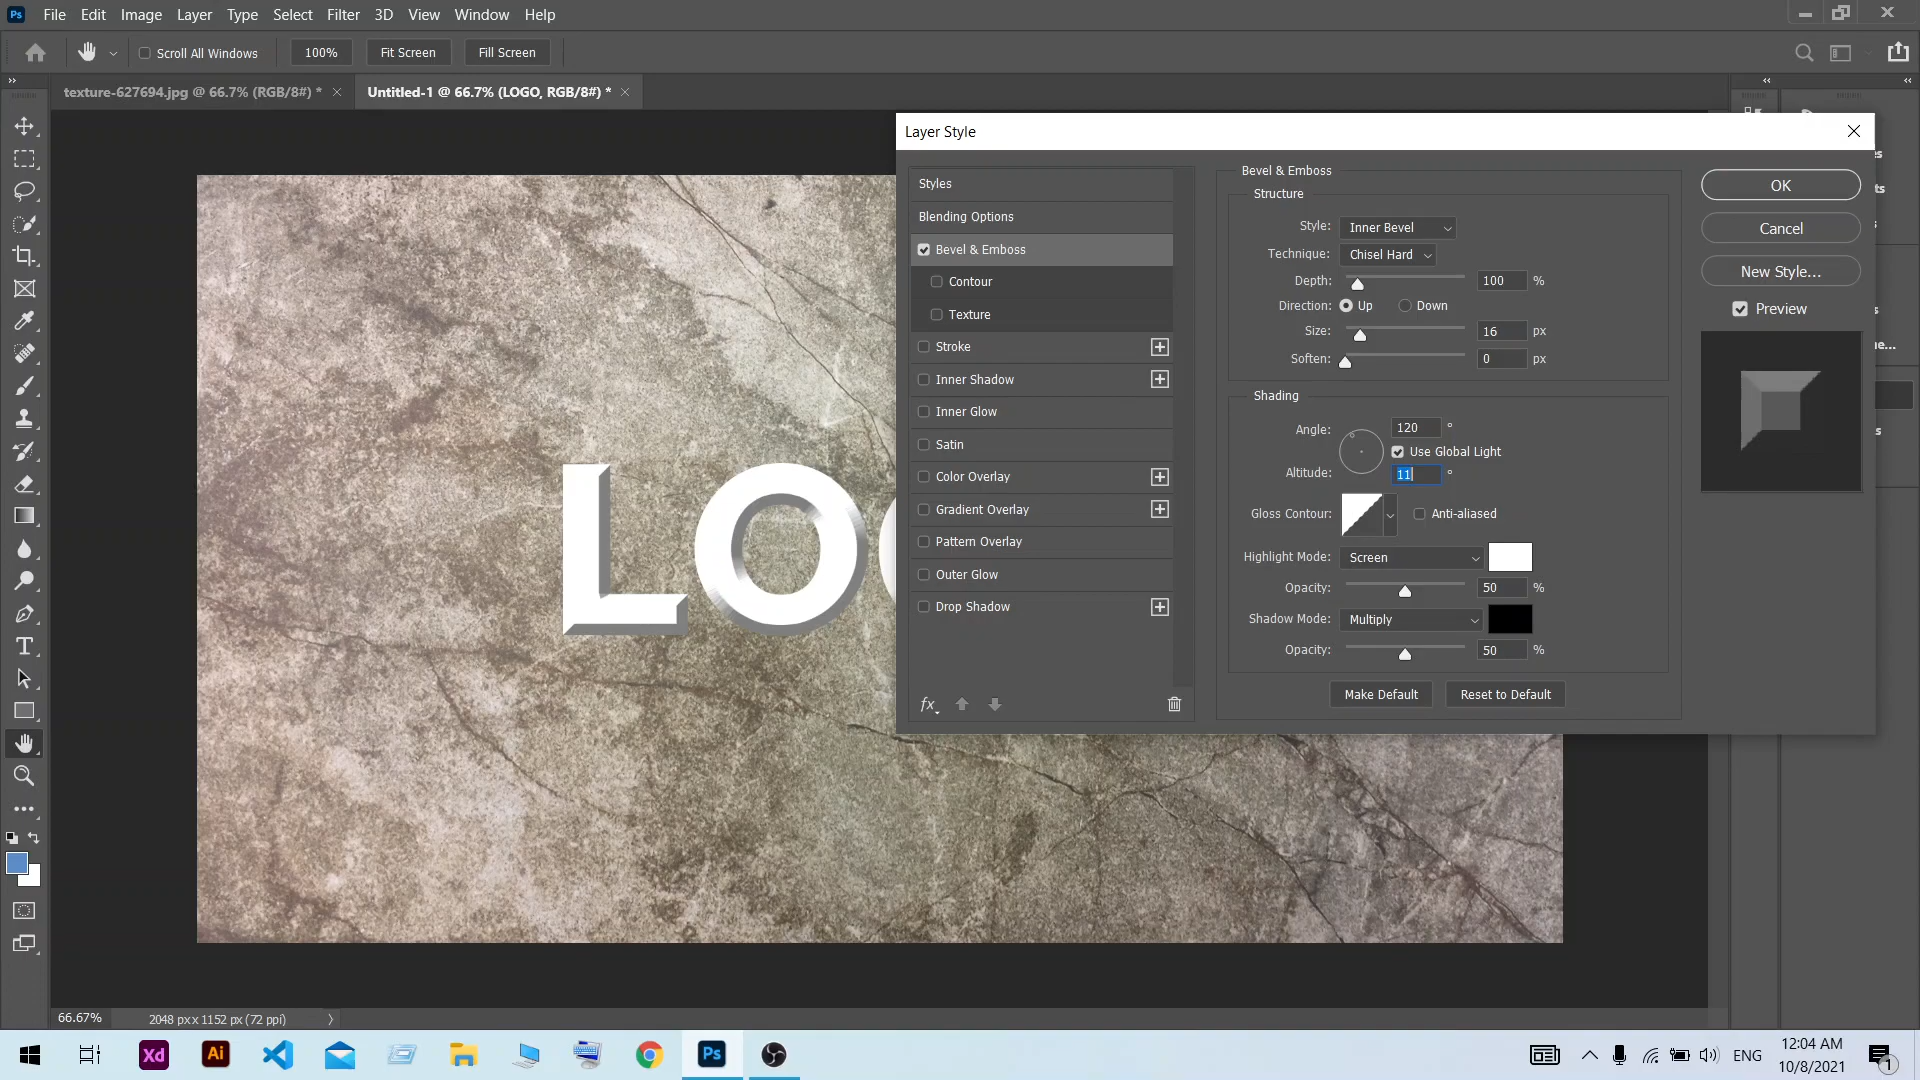 Ps File Edit Image Layer Type Select Filter 3D View Window Help
Scroll All Windows 100% Fit Screen Fill Screen
texture-627694.jpg @ 66.7% (RGB/8#) * Untitled-1 @ 66.7% (LOGO, RGB/8#) *
Layer Style
Styles
Blending Options
Bevel & Emboss
Contour
Texture
Stroke
Inner Shadow
Inner Glow
Satin
Color Overlay
Gradient Overlay
Pattern Overlay
Outer Glow
Drop Shadow
fx
Bevel & Emboss
Structure
Style: Inner Bevel
Technique: Chisel Hard
Depth: 100 %
Direction: Up Down
Size: 16 px
Soften: 0 px
Shading
Angle: 120 °
Use Global Light
Altitude: 11 °
Gloss Contour: Anti-aliased
Highlight Mode: Screen
Opacity: 50 %
Shadow Mode: Multiply
Opacity: 50 %
Make Default Reset to Default
OK
Cancel
New Style...
Preview
LO
66.67% 2048 px x 1152 px (72 ppi)
Xd Ai Ps
ENG 12:04 AM
10/8/2021
1